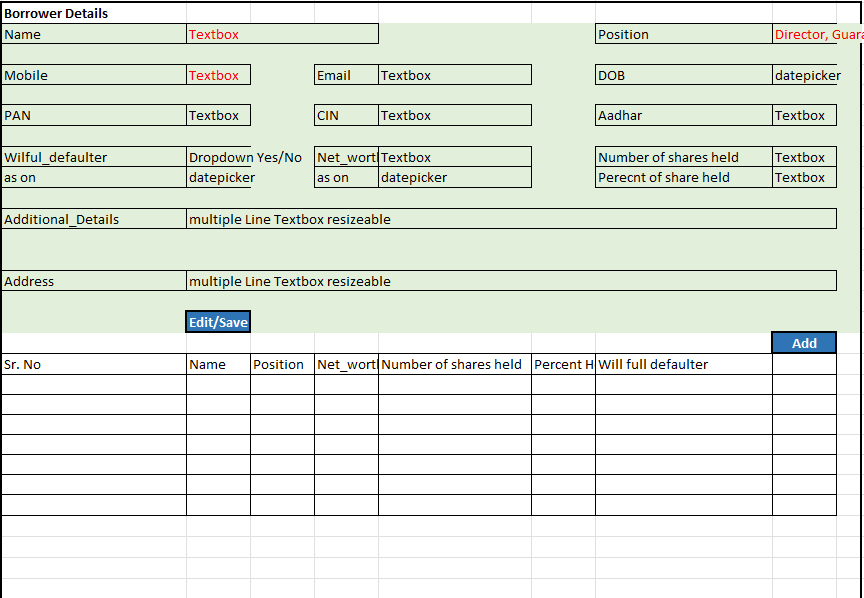 Borrower Details
Name Textbox Position Director, Guara
Mobile Textbox Email Textbox DOB datepicker
PAN Textbox CIN Textbox Aadhar Textbox
Wilful_defaulter Dropdown Yes/No Net_wort Textbox Number of shares held Textbox
as on datepicker as on datepicker Perecnt of share held Textbox
Additional_Details multiple Line Textbox resizeable
Address multiple Line Textbox resizeable
Edit/Save
Add
Sr. No Name Position Net_wort Number of shares held Percent H Will full defaulter